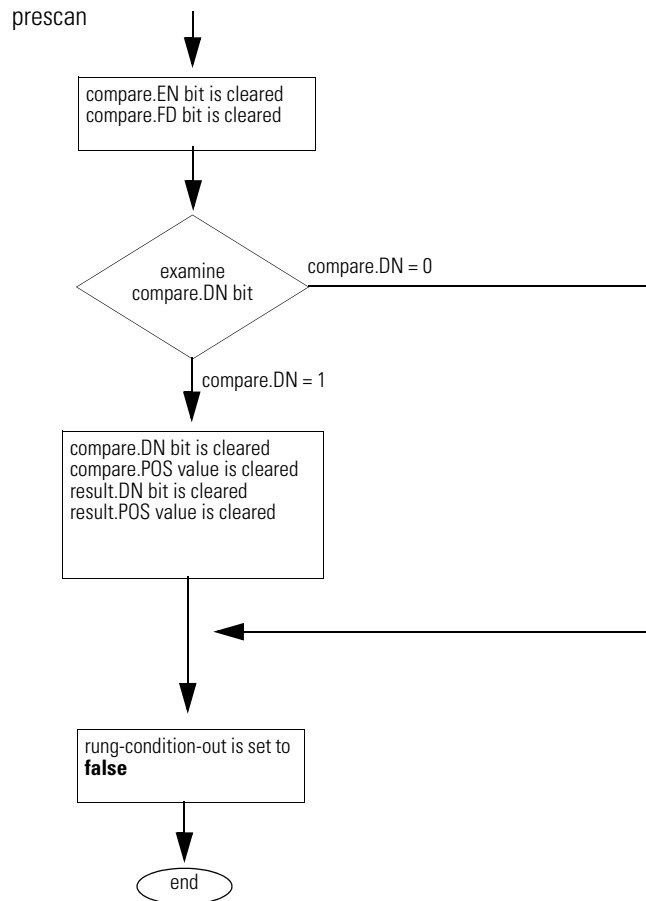 prescan
compare.EN bit is cleared
compare.FD bit is cleared
examine
compare.DN bit
compare.DN = 0
compare.DN = 1
compare.DN bit is cleared
compare.POS value is cleared
result.DN bit is cleared
result.POS value is cleared
rung-condition-out is set to
false
end